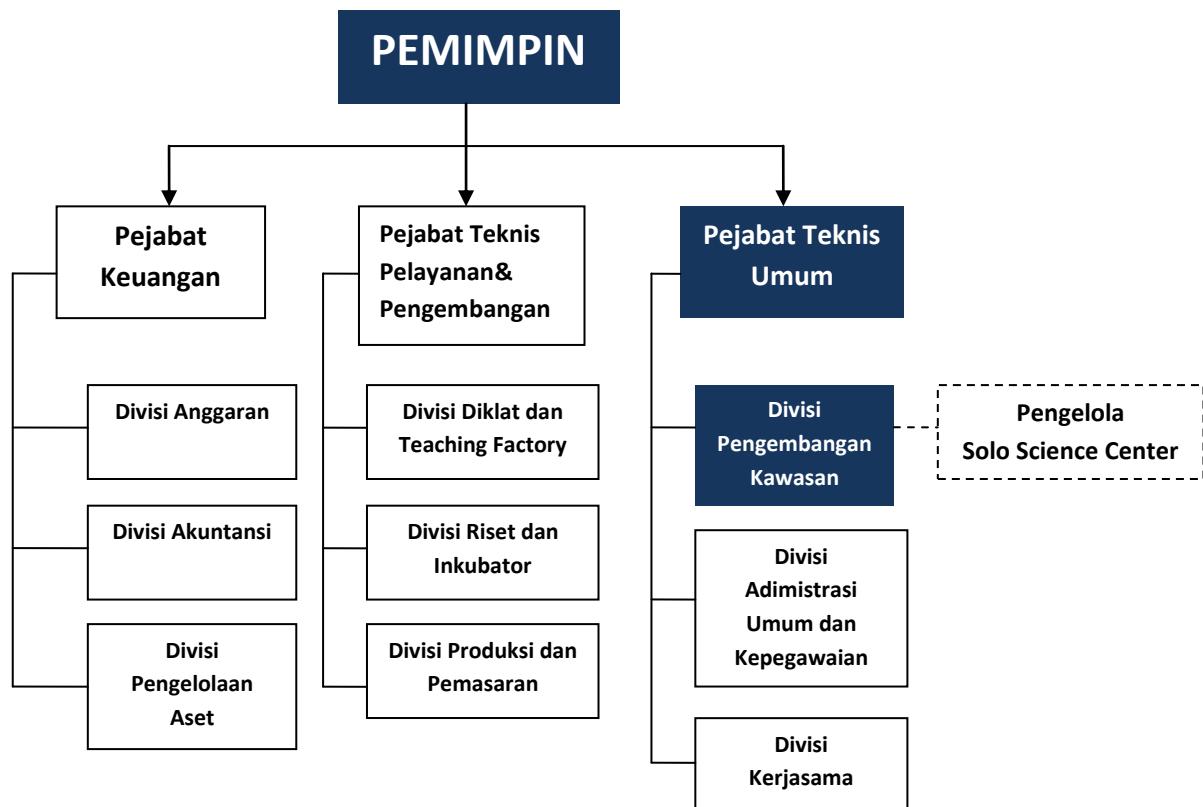 PEMIMPIN
Pejabat
Keuangan
Pejabat Teknis
Pelayanan&
Pengembangan
Pejabat Teknis
Umum
Divisi Anggaran
Divisi Akuntansi
Divisi
Pengelolaan
Aset
Divisi Diklat dan
Teaching Factory
Divisi Riset dan
Inkubator
Divisi Produksi dan
Pemasaran
Divisi
Pengembangan
Kawasan
Pengelola
Solo Science Center
Divisi
Adimistrasi
Umum dan
Kepegawaian
Divisi
Kerjasama